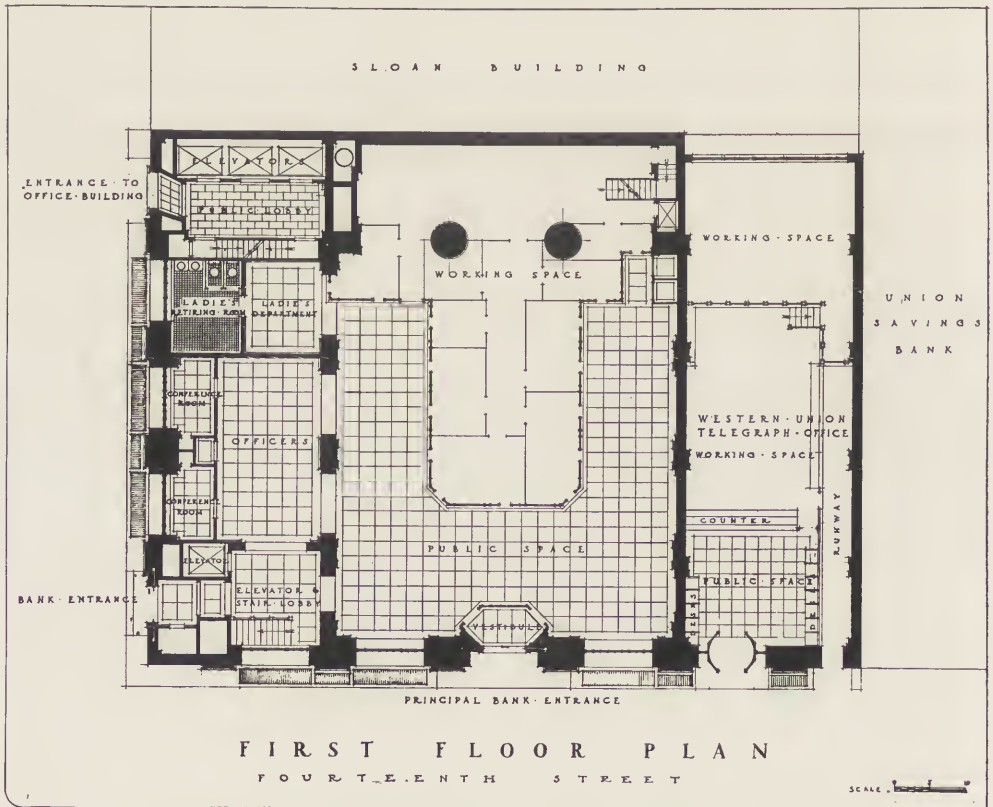 SLOAN BUILDING
ELEVATORS
ENTRANCE · TO
OFFICE · BUILDING
PUBLIC · LOBBY
WORKING · SPACE
WORKING SPACE
LADIE'S
RETIRING · ROOM
LADIE'S
DEPARTMENT
UNION
SAVINGS
BANK
CONFERENCE
ROOM
OFFICERS
WESTERN · UNION
TELEGRAPH · OFFICE
WORKING · SPACE
CONFERENCE
ROOM
COUNTER
RUNWAY
PUBLIC SPACE
ELEVATOR
ELEVATOR &
STAIR · LOBBY
PUBLIC · SPACE
BANK · ENTRANCE
DESKS
DESKS
VESTIBULE
PRINCIPAL BANK · ENTRANCE
FIRST FLOOR PLAN
FOURTEENTH STREET
SCALE